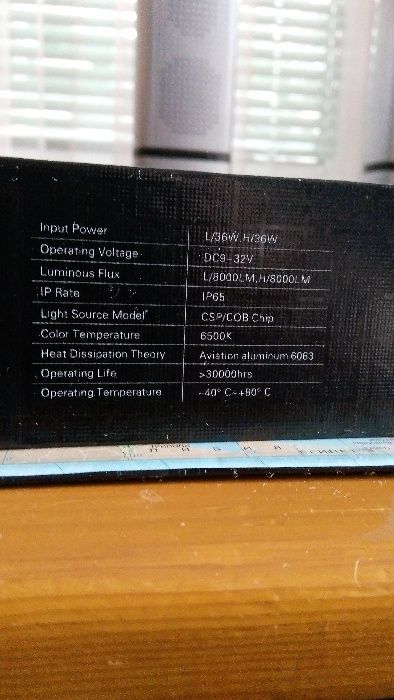 Input Power L/36W.H/36W
Operating Voltage DC9-32V
Luminous Flux L/8000LM,H/8000LM
IP Rate IP65
Light Source Model CSP/COB Chip
Color Temperature 6500K
Heat Dissipation Theory Aviation aluminum 6063
Operating Life >30000hrs
Operating Temperature -40° C~+80° C